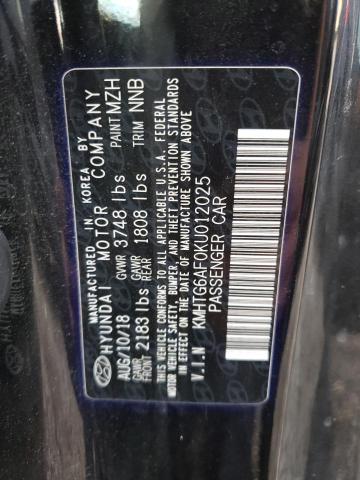 MANUFACTURED IN KOREA BY
HYUNDAI MOTOR COMPANY
AUG/10/18 GVWR 3748 lbs PAINT MZH
GAWR FRONT 2183 lbs GAWR REAR 1808 lbs TRIM NNB
THIS VEHICLE CONFORMS TO ALL APPLICABLE U.S.A. FEDERAL
MOTOR VEHICLE SAFETY, BUMPER, AND THEFT PREVENTION STANDARDS
IN EFFECT ON THE DATE OF MANUFACTURE SHOWN ABOVE
V.I.N KMHTG6AF0KU012025
PASSENGER CAR